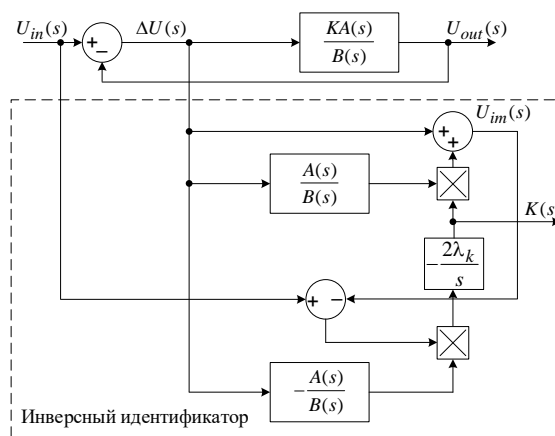 U_in(s) + − ΔU(s) KA(s)/B(s) U_out(s)
U_im(s)
+ +
A(s)/B(s)
K(s
−2λ_k/s
+ −
−A(s)/B(s)
Инверсный идентификатор